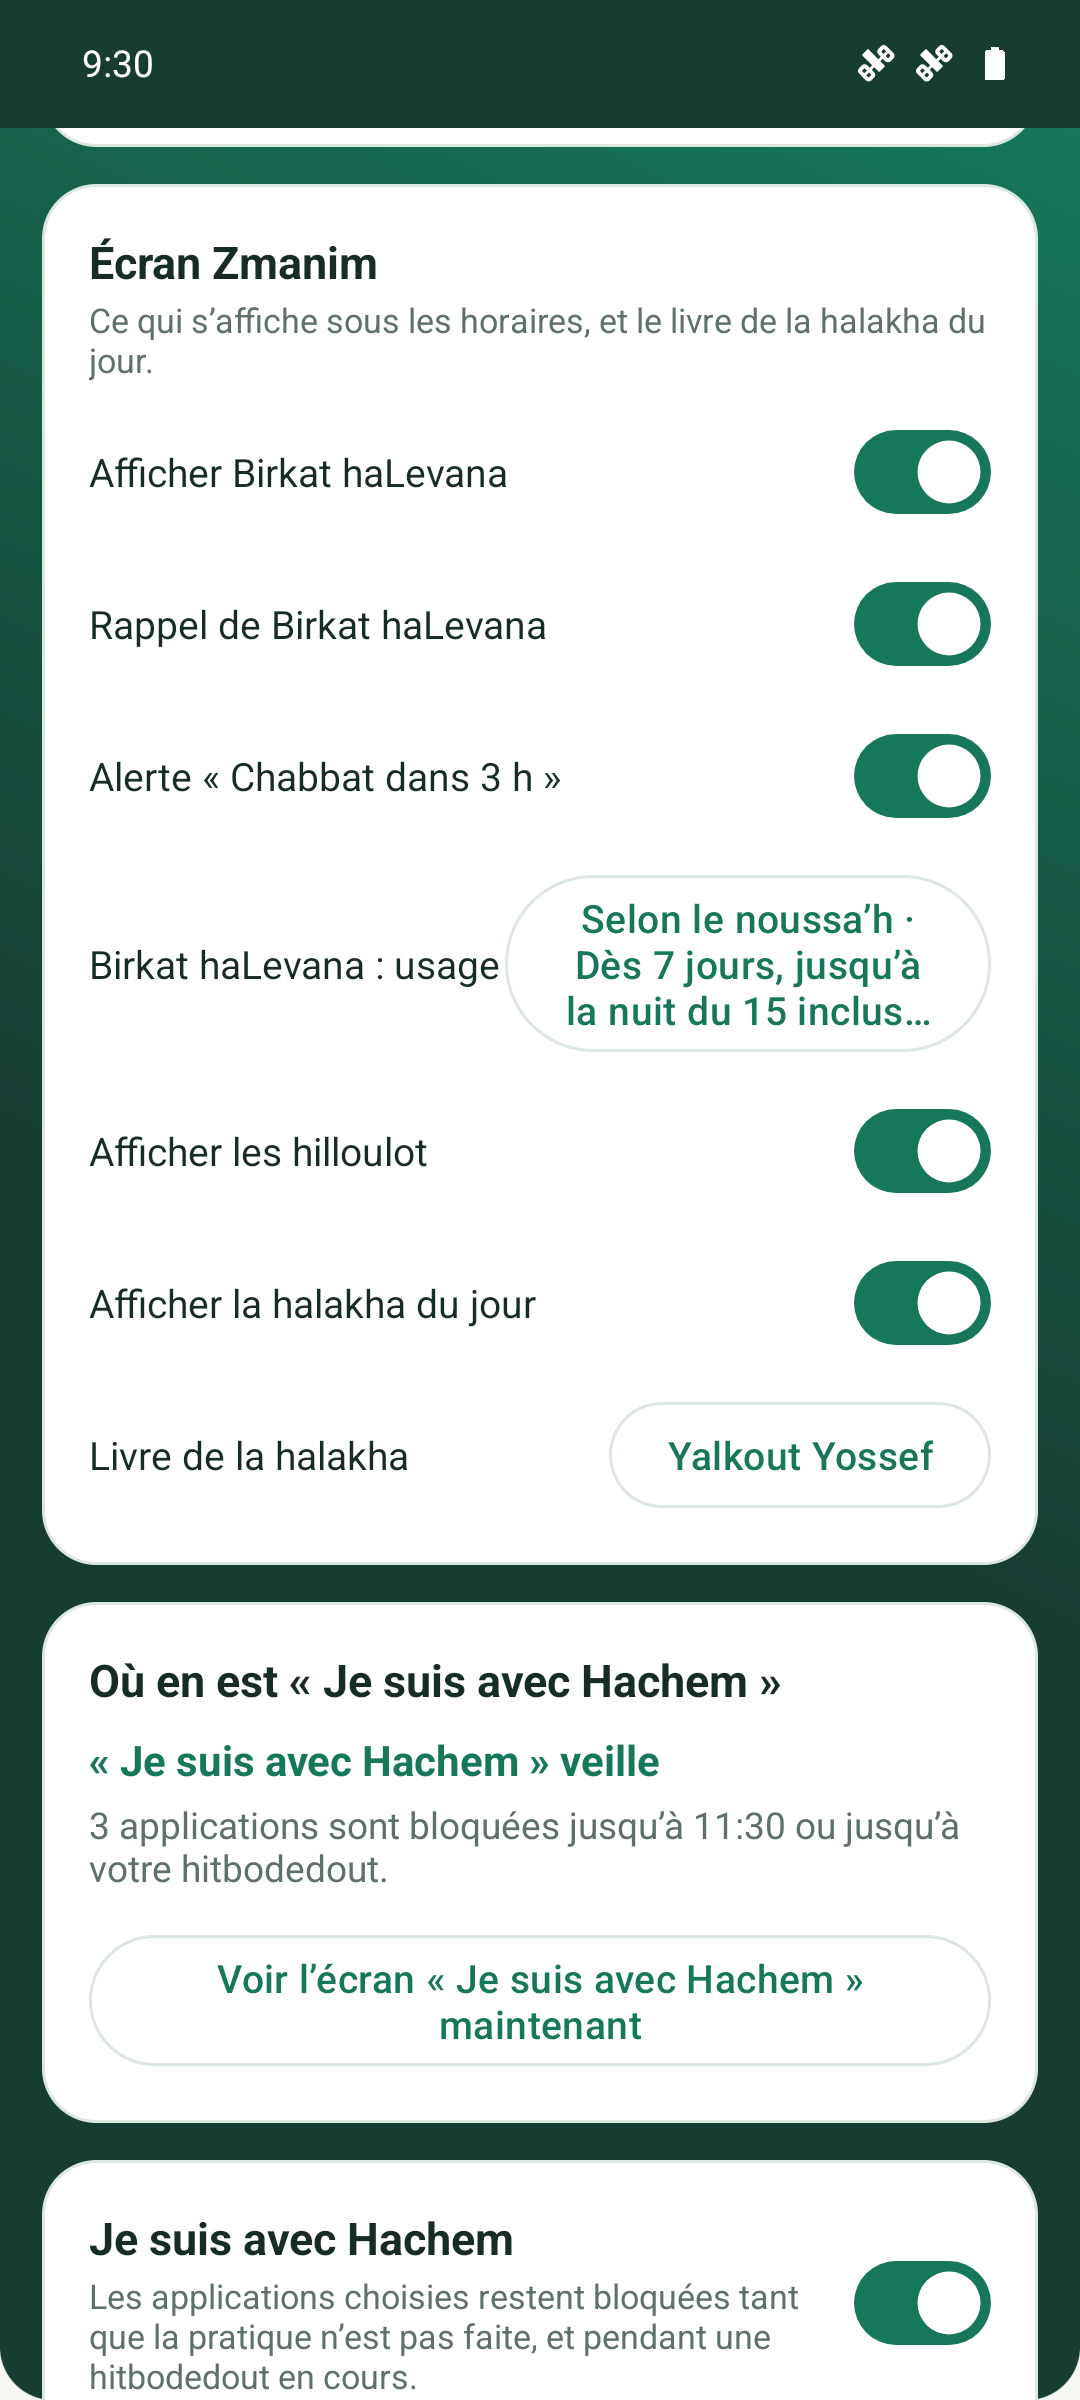 9:30
Écran Zmanim
Ce qui s’affiche sous les horaires, et le livre de la halakha du
jour.
Afficher Birkat haLevana
Rappel de Birkat haLevana
Alerte « Chabbat dans 3 h »
Birkat haLevana : usage
Selon le noussa’h ·
Dès 7 jours, jusqu’à
la nuit du 15 inclus…
Afficher les hilloulot
Afficher la halakha du jour
Livre de la halakha
Yalkout Yossef
Où en est « Je suis avec Hachem »
« Je suis avec Hachem » veille
3 applications sont bloquées jusqu’à 11:30 ou jusqu’à
votre hitbodedout.
Voir l’écran « Je suis avec Hachem »
maintenant
Je suis avec Hachem
Les applications choisies restent bloquées tant
que la pratique n’est pas faite, et pendant une
hitbodedout en cours.